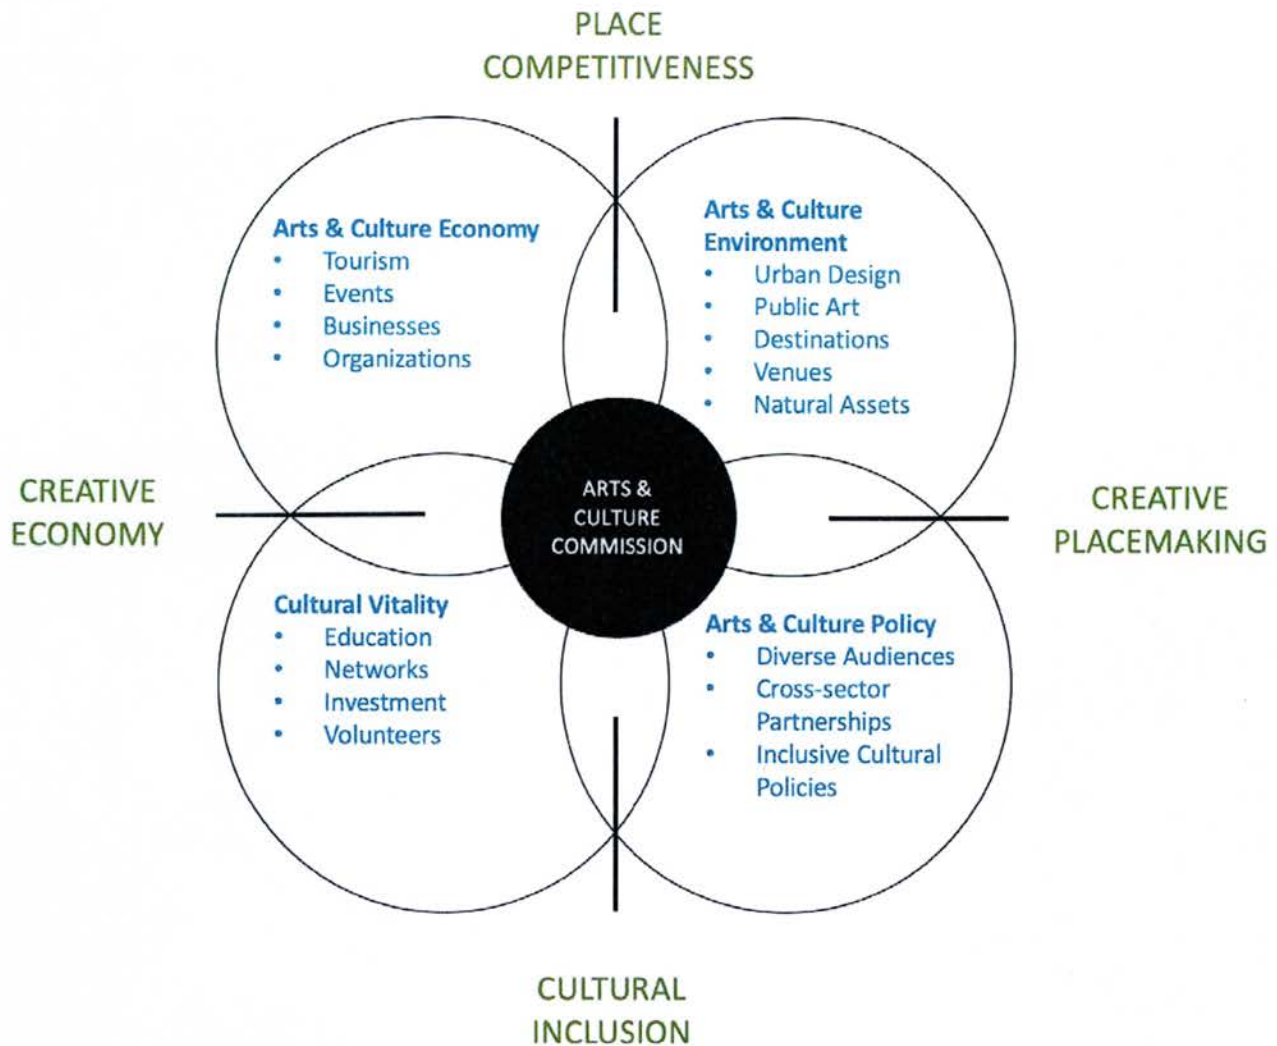 PLACE
COMPETITIVENESS
Arts & Culture Economy
• Tourism
• Events
• Businesses
• Organizations
Arts & Culture
Environment
• Urban Design
• Public Art
• Destinations
• Venues
• Natural Assets
CREATIVE
ECONOMY
ARTS &
CULTURE
COMMISSION
CREATIVE
PLACEMAKING
Cultural Vitality
• Education
• Networks
• Investment
• Volunteers
Arts & Culture Policy
• Diverse Audiences
• Cross-sector
Partnerships
• Inclusive Cultural
Policies
CULTURAL
INCLUSION